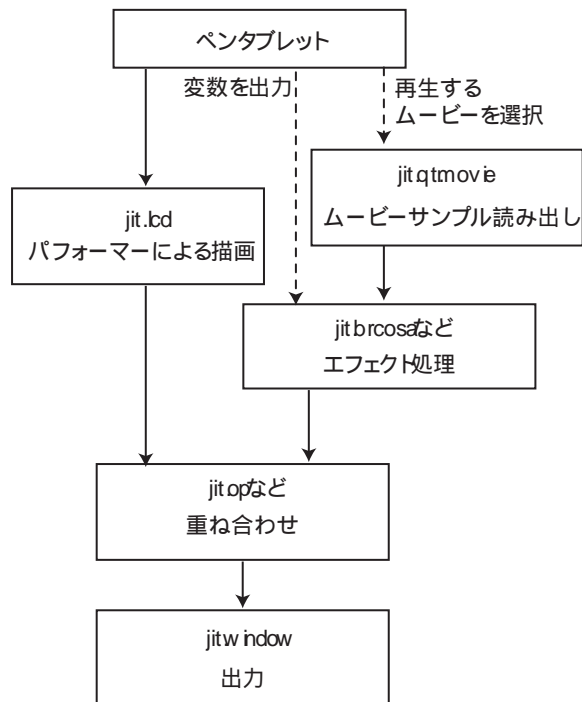 ペンタブレット
変数を出力
再生する
ムービーを選択
jit.qtmovie
ムービーサンプル読み出し
jit.lcd
パフォーマーによる描画
jit.brcosaなど
エフェクト処理
jit.opなど
重ね合わせ
jit.window
出力